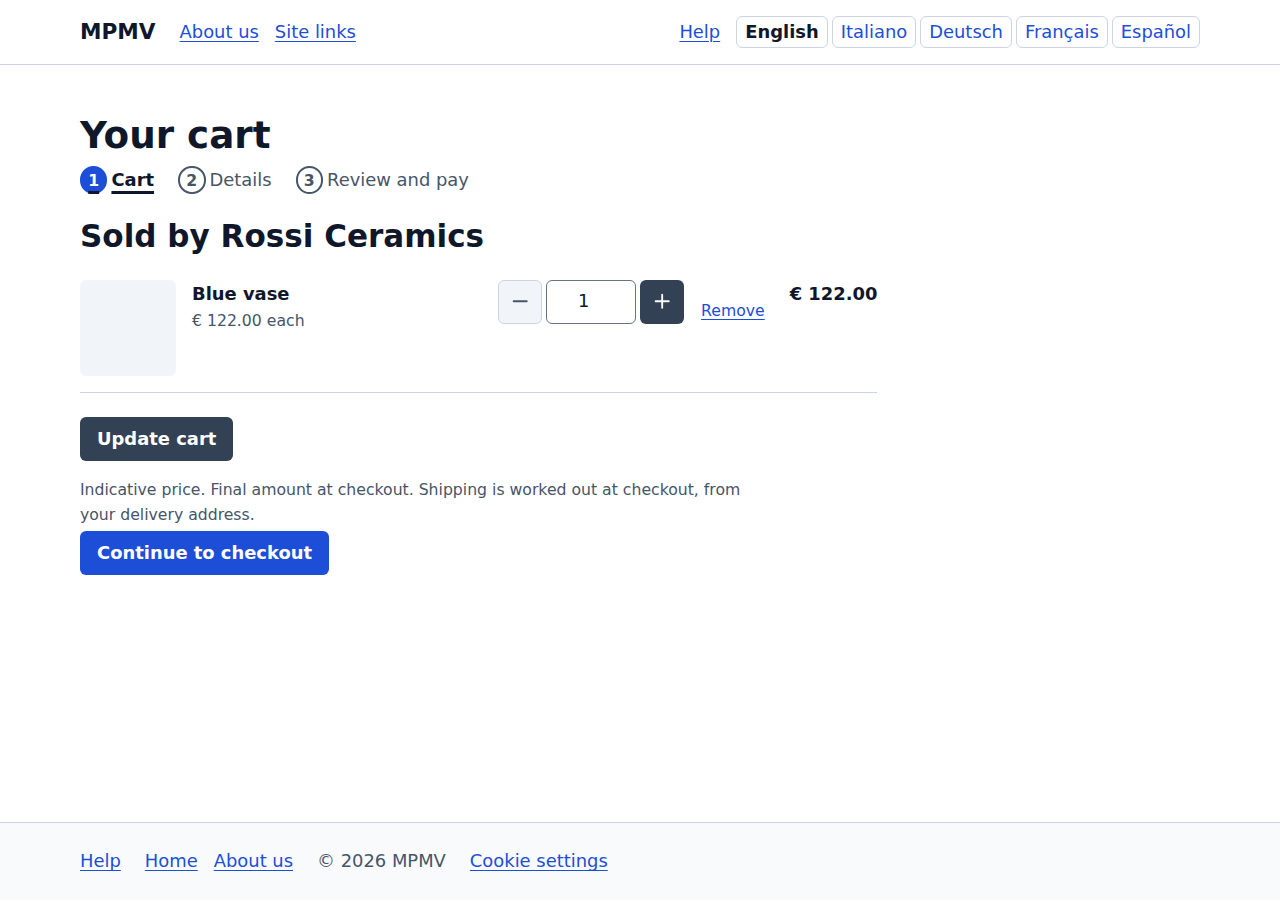 MPMV About us Site links Help English Italiano Deutsch Français Español
Your cart
1 Cart 2 Details 3 Review and pay
Sold by Rossi Ceramics
Blue vase − 1 + Remove € 122.00
€ 122.00 each
Update cart
Indicative price. Final amount at checkout. Shipping is worked out at checkout, from
your delivery address.
Continue to checkout
Help Home About us © 2026 MPMV Cookie settings